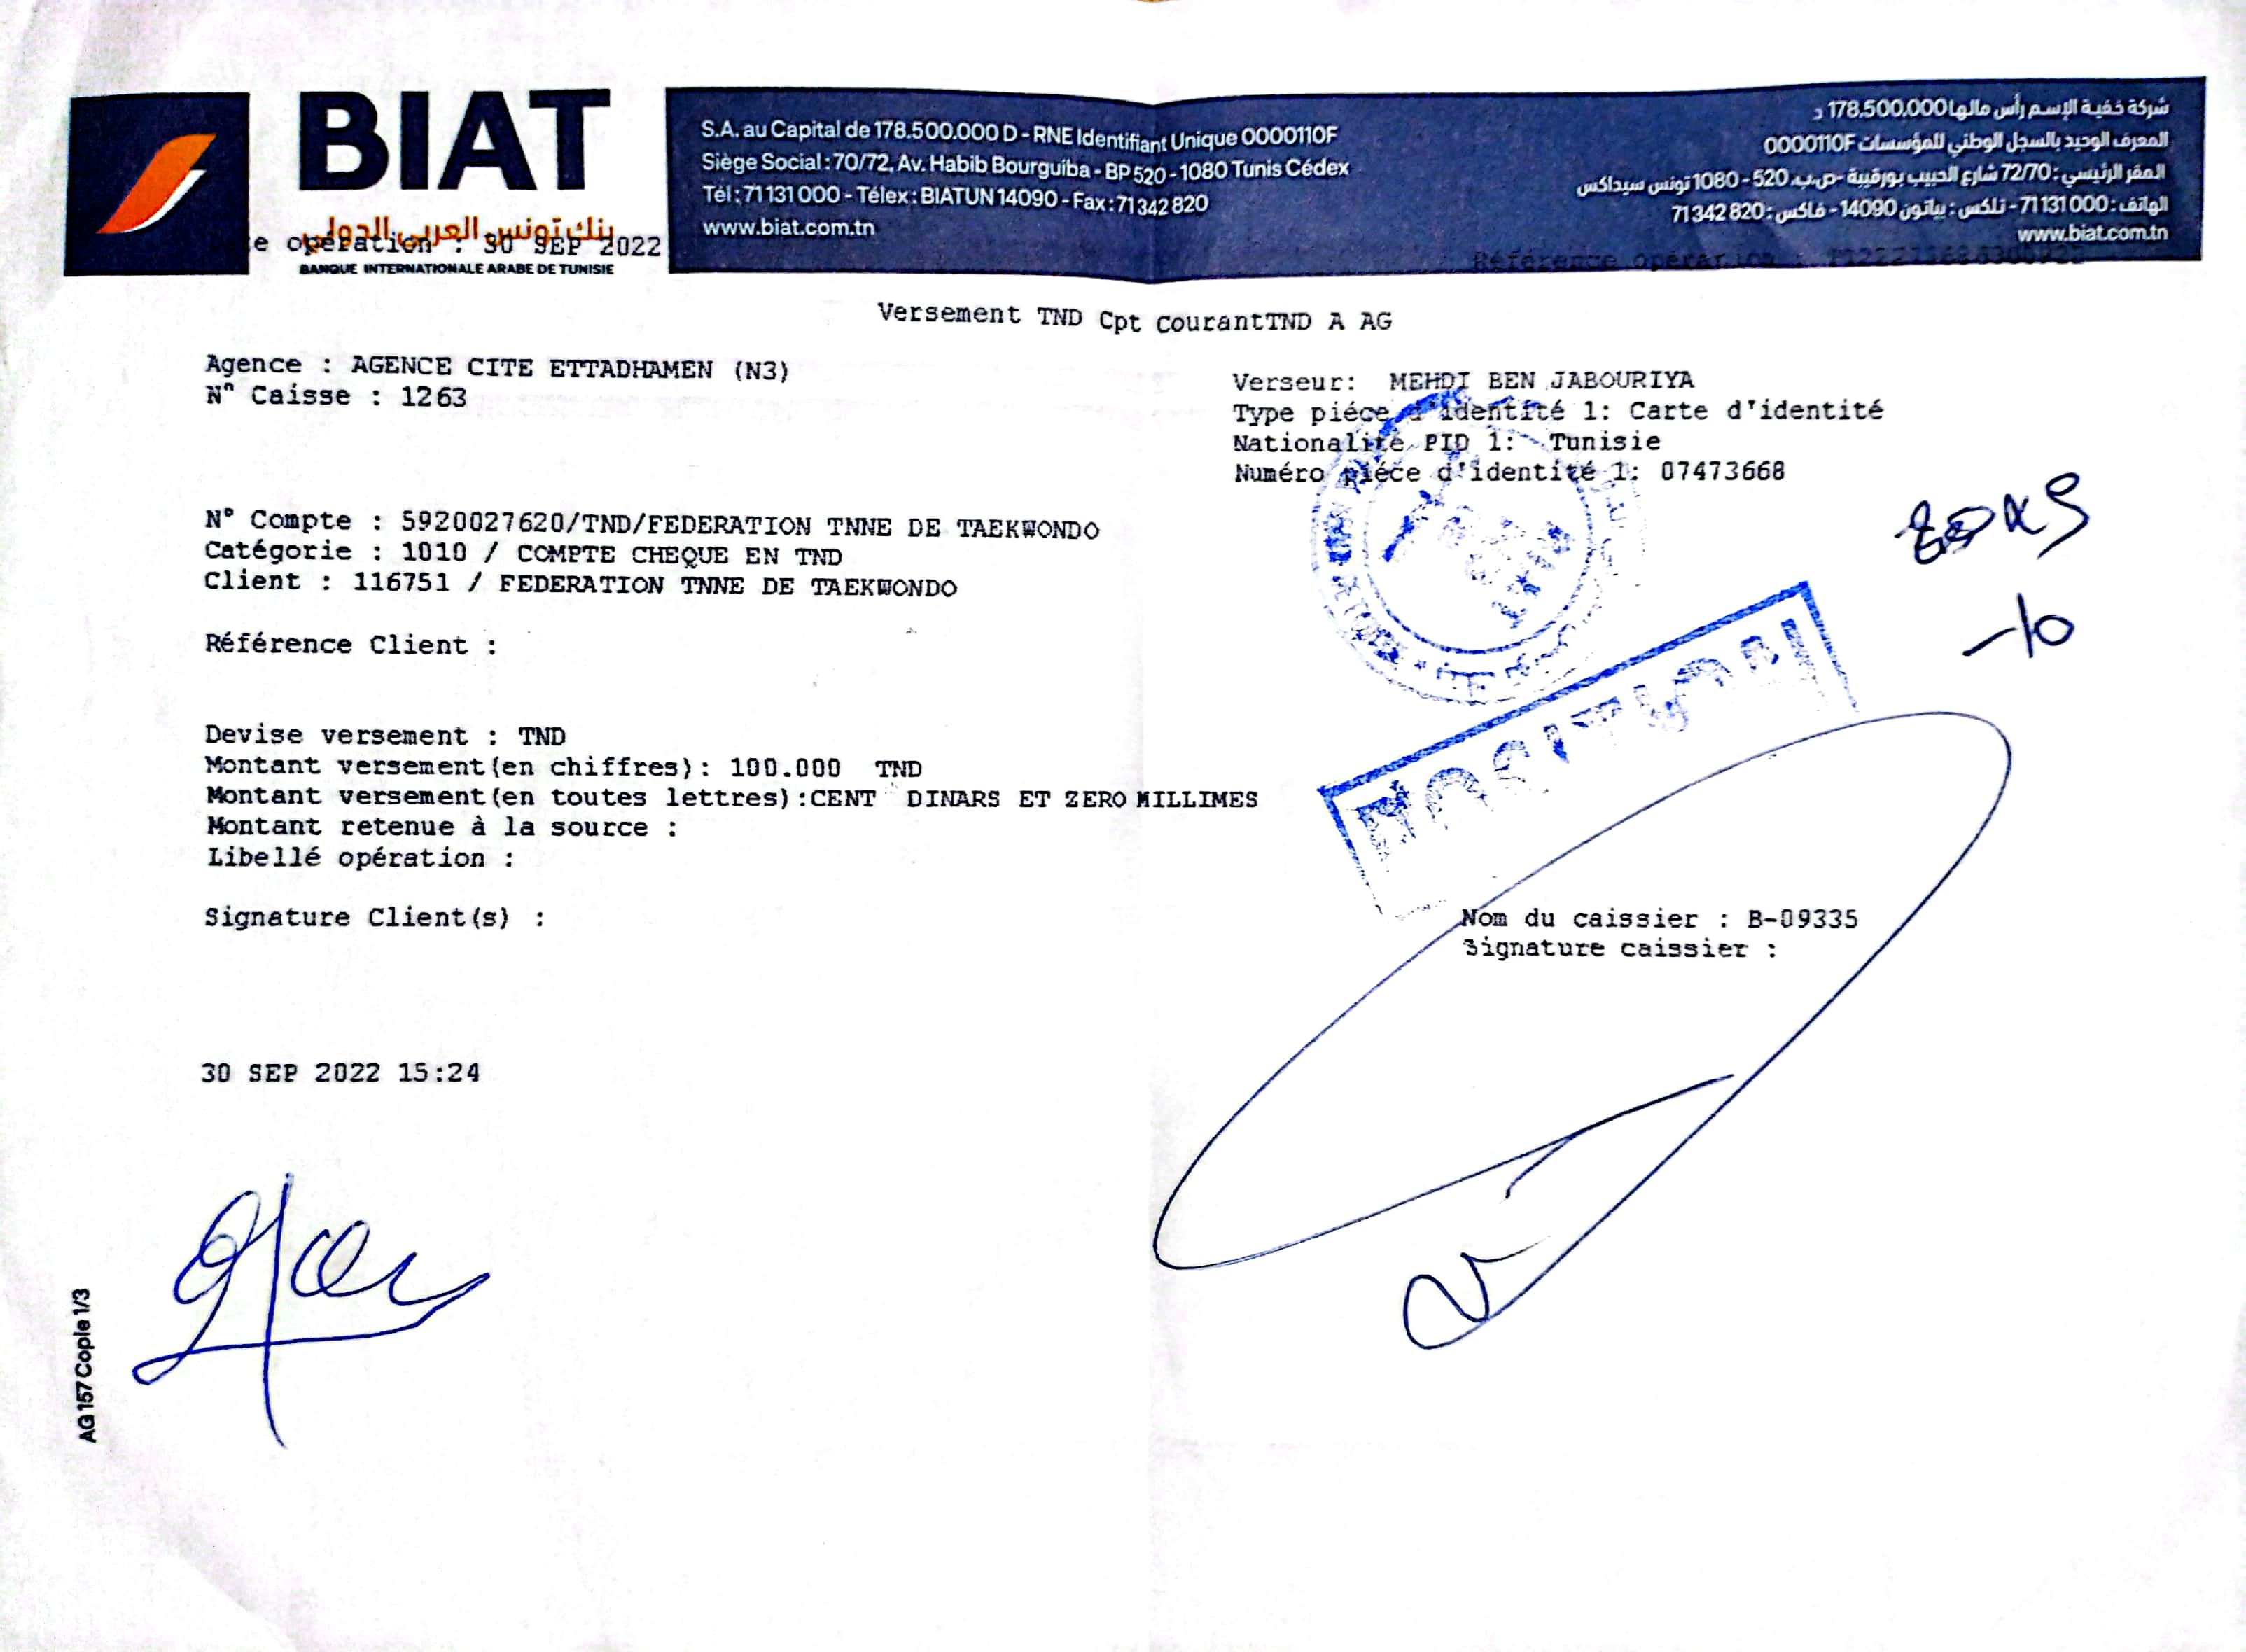 BIAT
بنك تونس العربي الدولي
BANQUE INTERNATIONALE ARABE DE TUNISIE
S.A. au Capital de 178.500.000 D - RNE Identifiant Unique 0000110F
Siège Social : 70/72, Av. Habib Bourguiba - BP 520 - 1080 Tunis Cédex
Tél : 71 131 000 - Télex : BIATUN 14090 - Fax : 71 342 820
www.biat.com.tn
شركة خفية الإسم رأس مالها 178.500.000 د
المعرف الوحيد بالسجل الوطني للمؤسسات 0000110F
المقر الرئيسي : 72/70 شارع الحبيب بورقيبة -ص.ب. 520 - 1080 تونس سيداكس
الهاتف : 71131 000 - تلكس : بياتون 14090 - فاكس : 71 342 820
www.biat.com.tn
e opération : 30 SEP 2022
Référence opération :
Versement TND Cpt CourantTND A AG
Agence : AGENCE CITE ETTADHAMEN (N3)
N° Caisse : 1263
Verseur: MEHDI BEN JABOURIYA
Type piéce d'identité 1: Carte d'identité
Nationalité PID 1: Tunisie
Numéro piéce d'identité 1: 07473668
N° Compte : 5920027620/TND/FEDERATION TNNE DE TAEKWONDO
Catégorie : 1010 / COMPTE CHEQUE EN TND
Client : 116751 / FEDERATION TNNE DE TAEKWONDO
Référence Client :
Devise versement : TND
Montant versement(en chiffres): 100.000 TND
Montant versement(en toutes lettres):CENT DINARS ET ZERO MILLIMES
Montant retenue à la source :
Libellé opération :
Signature Client(s) :
Nom du caissier : B-09335
Signature caissier :
30 SEP 2022 15:24
AG 157 Copie 1/3